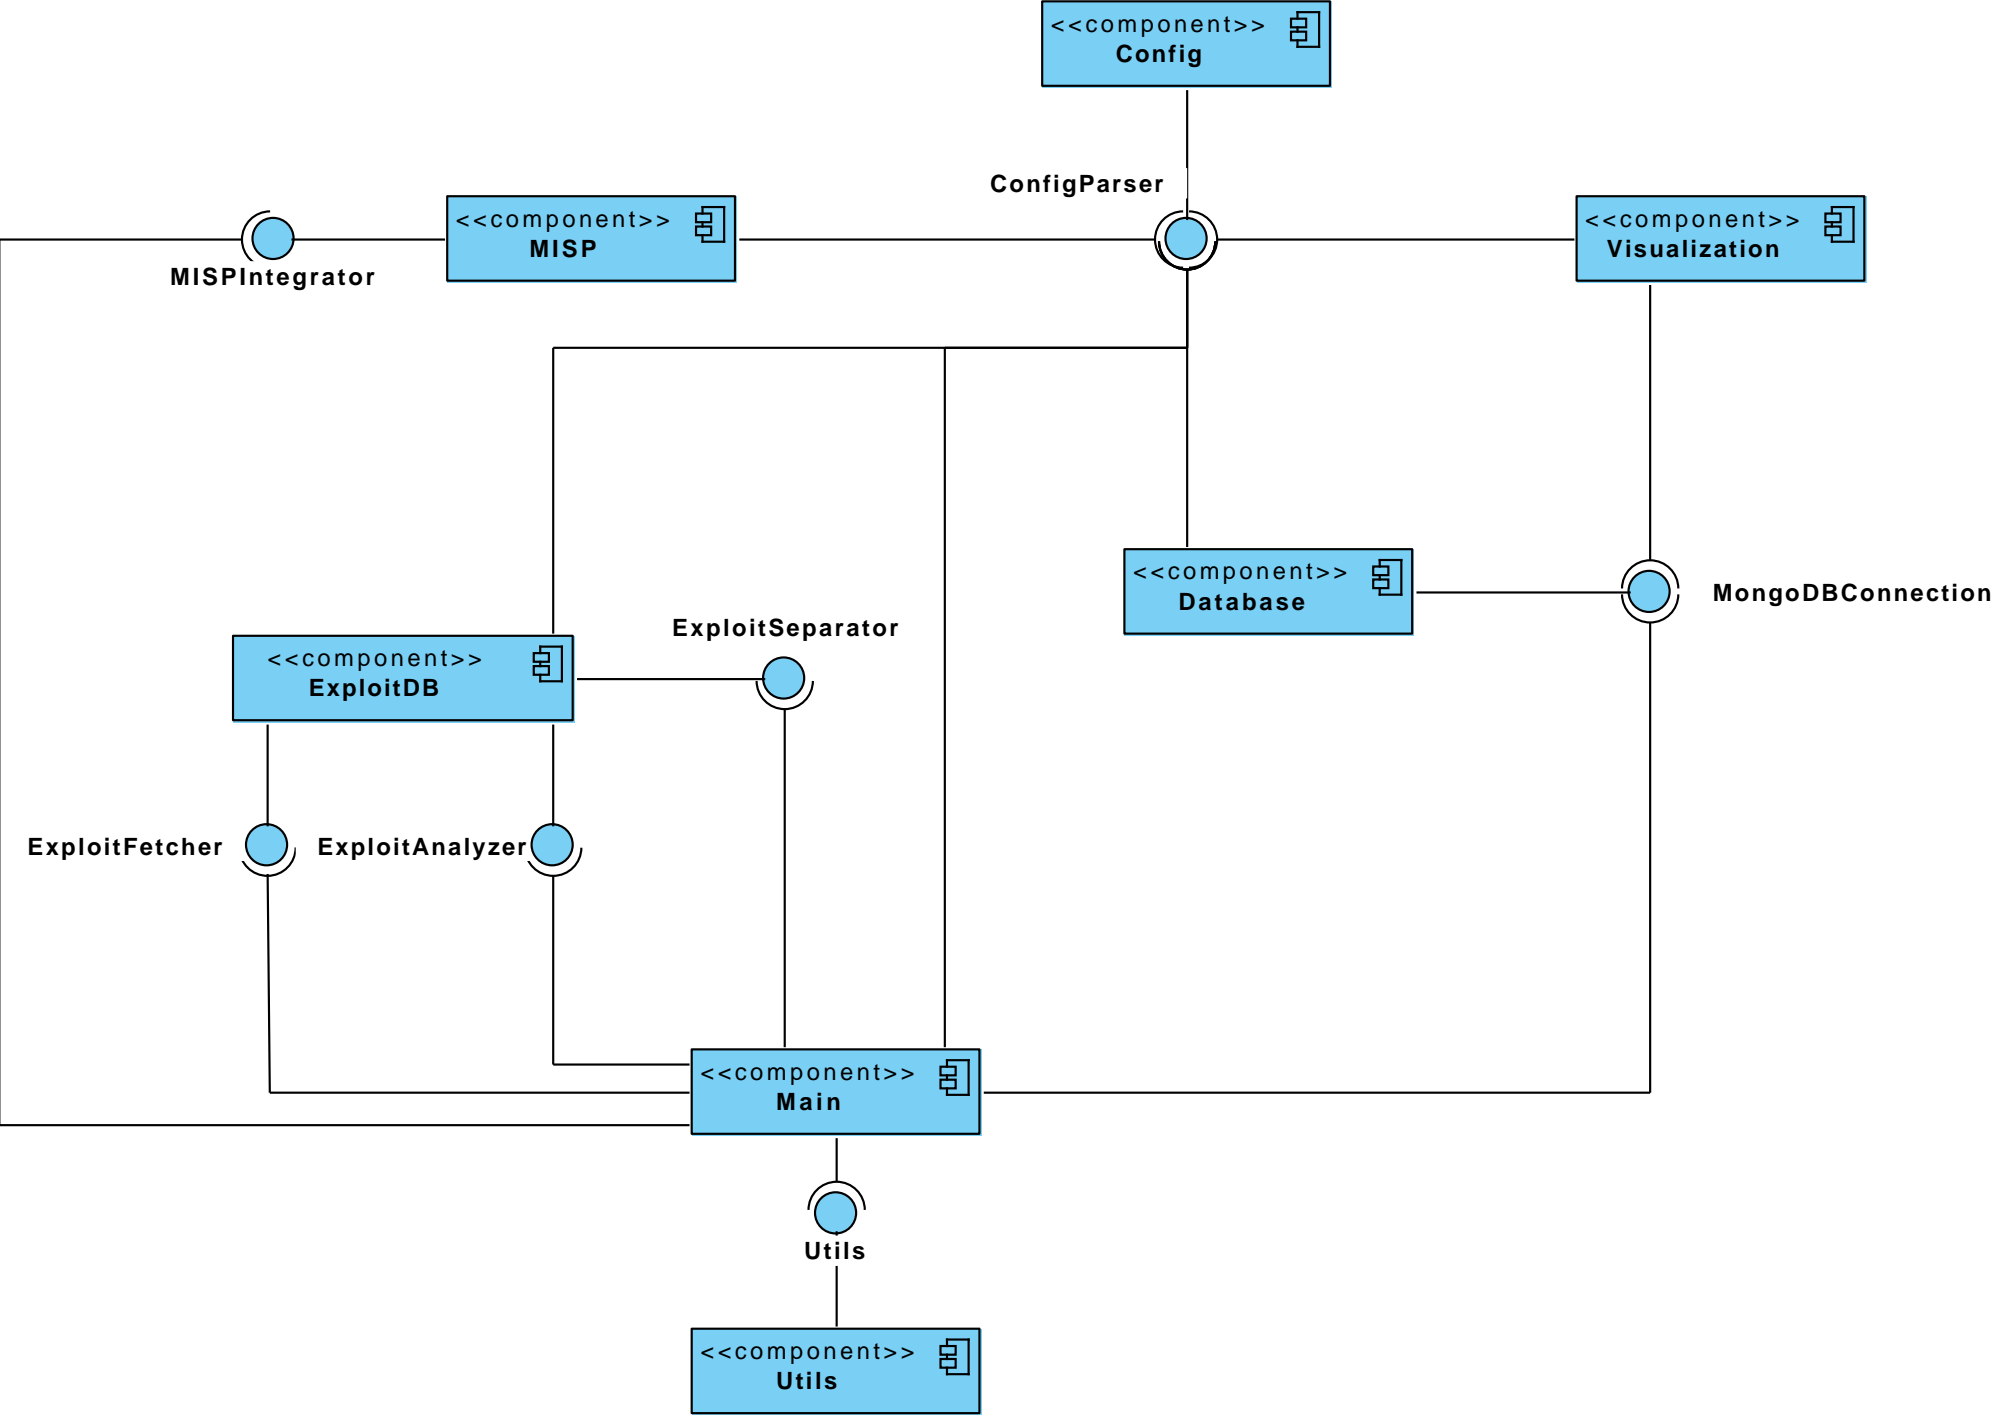 <<component>>
Config
ConfigParser
<<component>>
MISP
<<component>>
Visualization
MISPIntegrator
<<component>>
Database
MongoDBConnection
ExploitSeparator
<<component>>
ExploitDB
ExploitFetcher
ExploitAnalyzer
<<component>>
Main
Utils
<<component>>
Utils